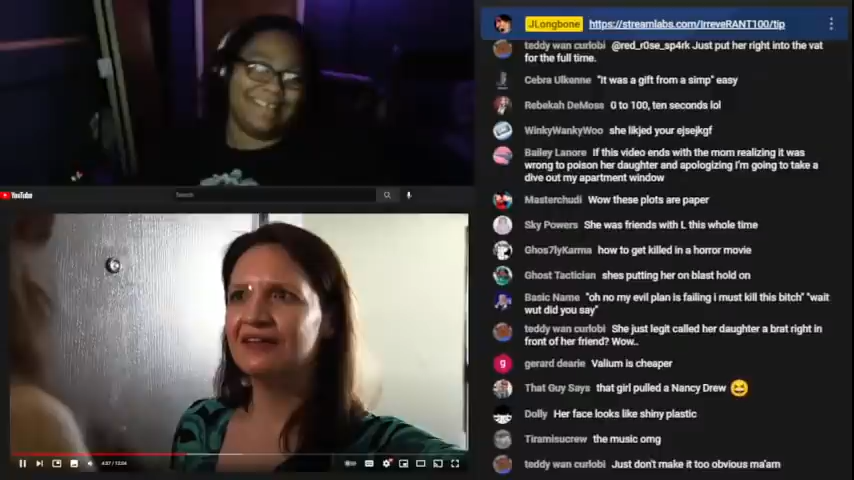 JLongbone https://streamlabs.com/IrreveRANT100/tip
teddy wan curlobi @red_r0se_sp4rk Just put her right into the vat
for the full time.
Cebra Ulkenne "It was a gift from a simp" easy
Rebekah DeMoss 0 to 100, ten seconds lol
WinkyWankyWoo she likjed your ejsejkgf
Bailey Lanore If this video ends with the mom realizing it was
wrong to poison her daughter and apologizing I'm going to take a
dive out my apartment window
Masterchudi Wow these plots are paper
Sky Powers She was friends with L this whole time
Ghos7lyKarma how to get killed in a horror movie
Ghost Tactician shes putting her on blast hold on
Basic Name "oh no my evil plan is failing i must kill this bitch" "wait
wut did you say"
teddy wan curlobi She just legit called her daughter a brat right in
front of her friend? Wow..
g gerard dearie Valium is cheaper
That Guy Says that girl pulled a Nancy Drew 😆
Dolly Her face looks like shiny plastic
Tiramisucrew the music omg
teddy wan curlobi Just don't make it too obvious ma'am
YouTube
Search
4:57 / 12:04